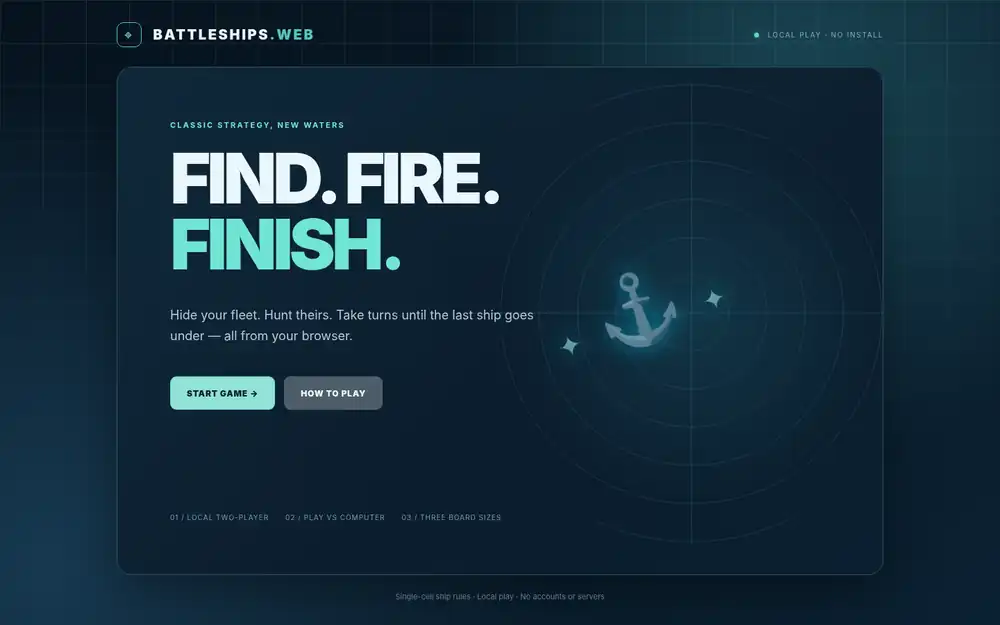 BATTLESHIPS.WEB
LOCAL PLAY · NO INSTALL
CLASSIC STRATEGY, NEW WATERS
FIND. FIRE.
FINISH.
Hide your fleet. Hunt theirs. Take turns until the last ship goes
under — all from your browser.
START GAME →
HOW TO PLAY
01 / LOCAL TWO-PLAYER
02 / PLAY VS COMPUTER
03 / THREE BOARD SIZES
Single-cell ship rules · Local play · No accounts or servers